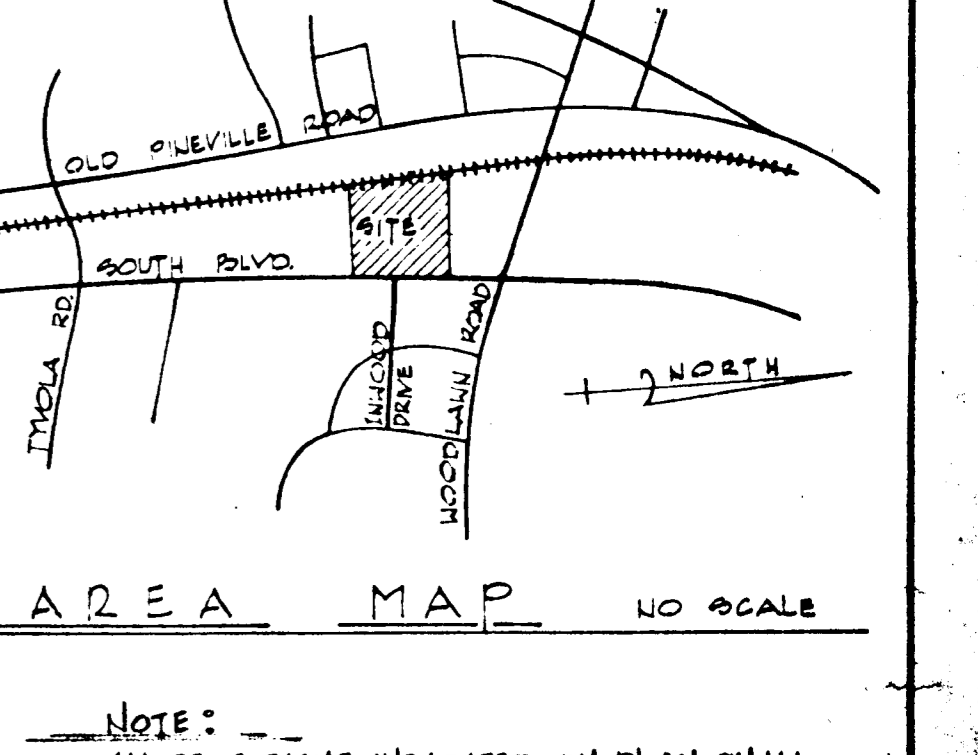 OLD PINEVILLE ROAD
SITE
SOUTH BLVD.
TYVOLA RD.
INWOOD
DRIVE
WOODLAWN ROAD
NORTH
AREA MAP
NO SCALE
NOTE: